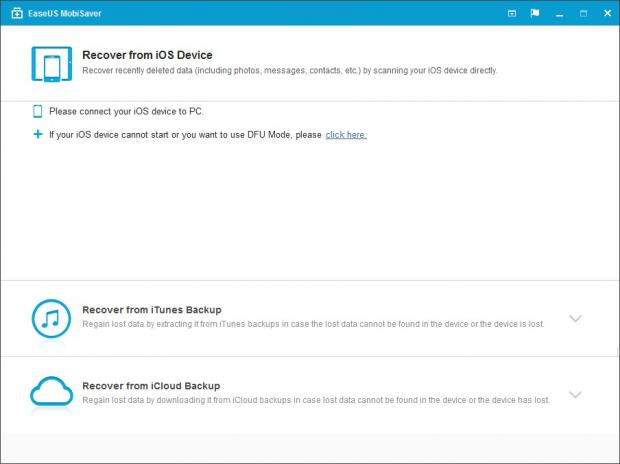 EaseUS MobiSaver
Recover from iOS Device
Recover recently deleted data (including photos, messages, contacts, etc.) by scanning your iOS device directly.
Please connect your iOS device to PC.
If your iOS device cannot start or you want to use DFU Mode, please click here.
Recover from iTunes Backup
Regain lost data by extracting it from iTunes backups in case the lost data cannot be found in the device or the device is lost.
Recover from iCloud Backup
Regain lost data by downloading it from iCloud backups in case lost data cannot be found in the device or the device has lost.